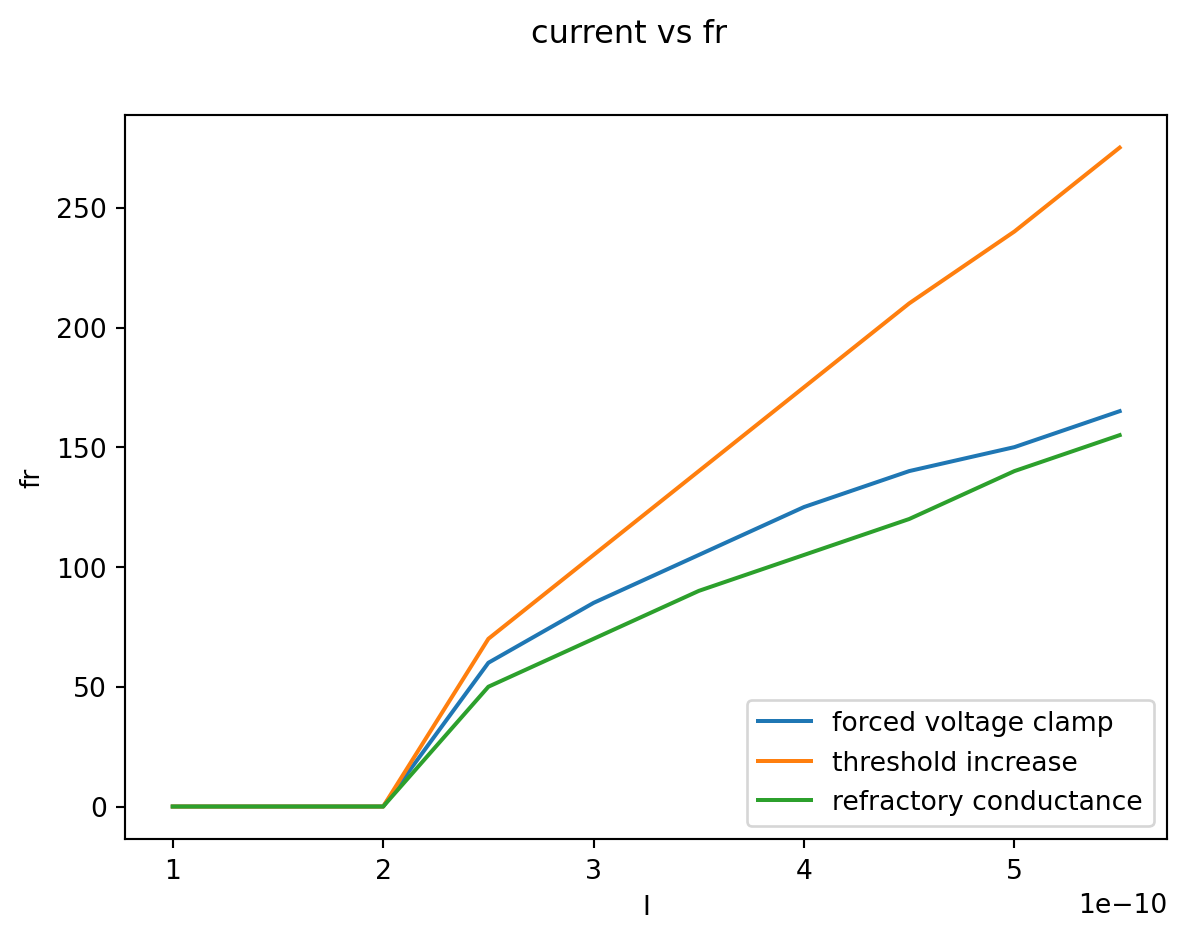 current vs fr
250
200
150
100
50
0
fr
forced voltage clamp
threshold increase
refractory conductance
1 2 3 4 5
1e−10
I